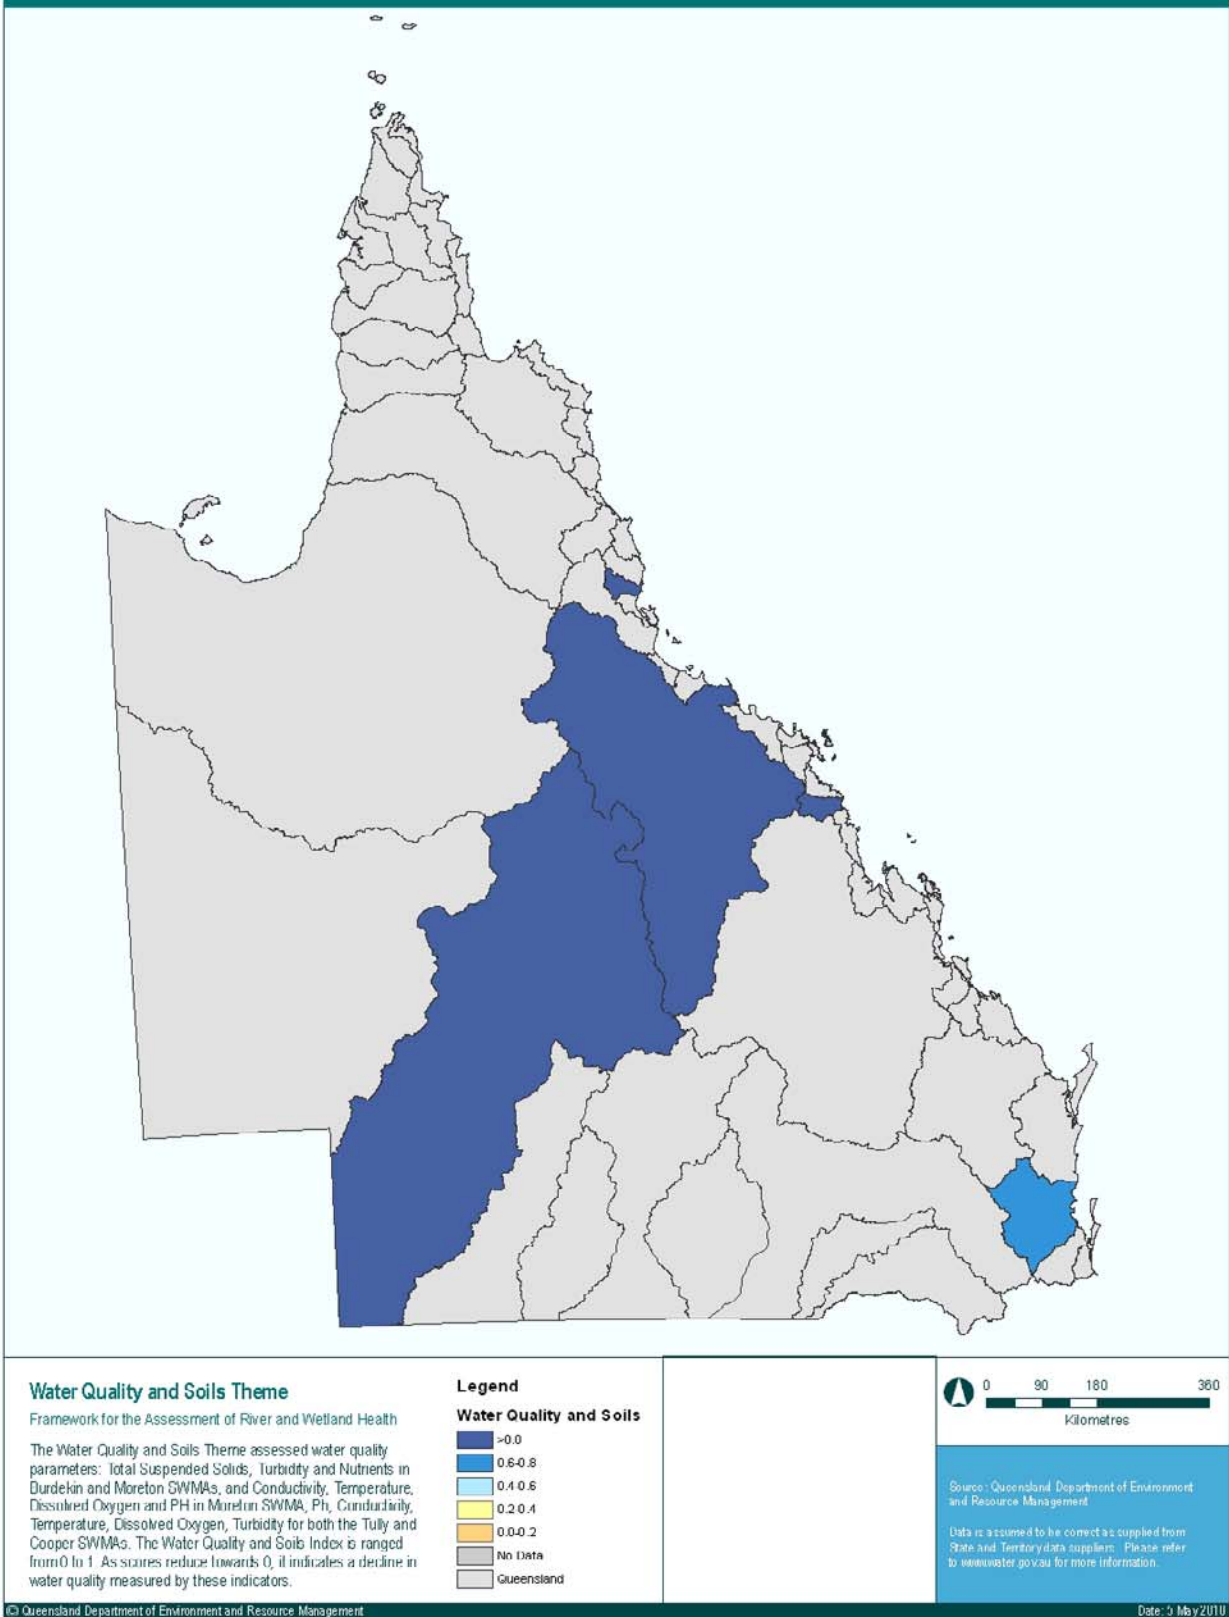 Water Quality and Soils Theme
Framework for the Assessment of River and Wetland Health
The Water Quality and Soils Theme assessed water quality
parameters: Total Suspended Solids, Turbidity and Nutrients in
Burdekin and Moreton SWMAs, and Conductivity, Temperature,
Dissolved Oxygen and PH in Moreton SWMA, Ph, Conductivity,
Temperature, Dissolved Oxygen, Turbidity for both the Tully and
Cooper SWMAs. The Water Quality and Soils Index is ranged
from 0 to 1. As scores reduce towards 0, it indicates a decline in
water quality measured by these indicators.
Legend
Water Quality and Soils
>0.0
0.6-0.8
0.4-0.6
0.2-0.4
0.0-0.2
No Data
Queensland
0 90 180 360
Kilometres
Source: Queensland Department of Environment
and Resource Management
Data is assumed to be correct as supplied from
State and Territory data suppliers. Please refer
to www.water.gov.au for more information.
© Queensland Department of Environment and Resource Management
Date: 5 May 2010